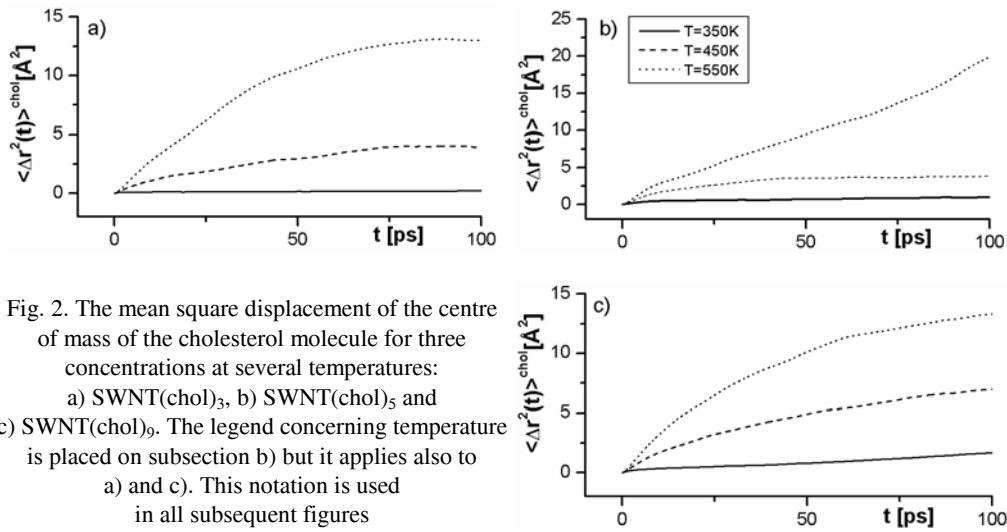 a)
<Δr²(t)>chol[Å²]
15
10
5
0
0
50
100
t [ps]
b)
T=350K
T=450K
T=550K
<Δr²(t)>chol[Å²]
25
20
15
10
5
0
0
50
100
t [ps]
Fig. 2. The mean square displacement of the centre
of mass of the cholesterol molecule for three
concentrations at several temperatures:
a) SWNT(chol)₃, b) SWNT(chol)₅ and
c) SWNT(chol)₉. The legend concerning temperature
is placed on subsection b) but it applies also to
a) and c). This notation is used
in all subsequent figures
c)
<Δr²(t)>chol[Å²]
15
10
5
0
0
50
100
t [ps]